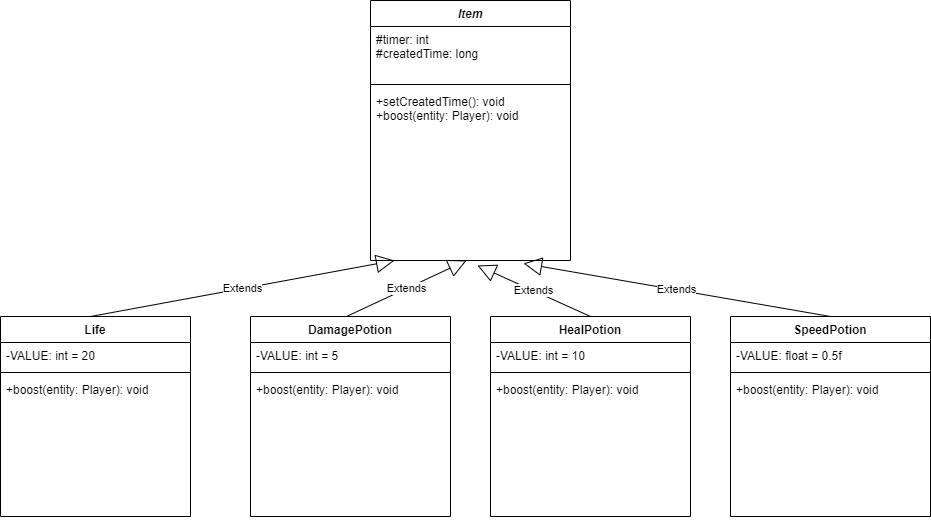 Item
#timer: int
#createdTime: long
+setCreatedTime(): void
+boost(entity: Player): void
Extends
Extends
Extends
Extends
Life
-VALUE: int = 20
+boost(entity: Player): void
DamagePotion
-VALUE: int = 5
+boost(entity: Player): void
HealPotion
-VALUE: int = 10
+boost(entity: Player): void
SpeedPotion
-VALUE: float = 0.5f
+boost(entity: Player): void